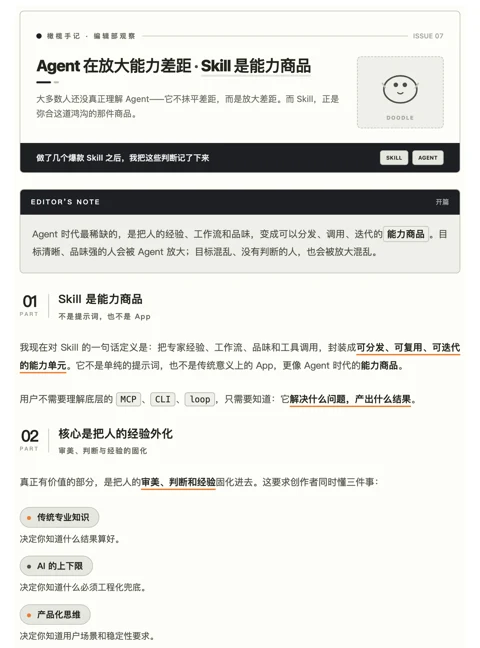 橄榄手记 · 编辑部观察
ISSUE 07
Agent 在放大能力差距 · Skill 是能力商品
大多数人还没真正理解 Agent——它不抹平差距，而是放大差距。而 Skill，正是
弥合这道鸿沟的那件商品。
DOODLE
做了几个爆款 Skill 之后，我把这些判断记了下来
SKILL
AGENT
EDITOR'S NOTE
开篇
Agent 时代最稀缺的，是把人的经验、工作流和品味，变成可以分发、调用、迭代的 能力商品 。目
标清晰、品味强的人会被 Agent 放大；目标混乱、没有判断的人，也会被放大混乱。
01
PART
Skill 是能力商品
不是提示词，也不是 App
我现在对 Skill 的一句话定义是：把专家经验、工作流、品味和工具调用，封装成可分发、可复用、可迭代
的能力单元。它不是单纯的提示词，也不是传统意义上的 App，更像 Agent 时代的能力商品。
用户不需要理解底层的 MCP、CLI、loop，只需要知道：它解决什么问题，产出什么结果。
02
PART
核心是把人的经验外化
审美、判断与经验的固化
真正有价值的部分，是把人的审美、判断和经验固化进去。这要求创作者同时懂三件事：
传统专业知识
决定你知道什么结果算好。
AI 的上下限
决定你知道什么必须工程化兜底。
产品化思维
决定你知道用户场景和稳定性要求。